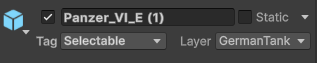 Panzer_VI_E (1) Static
Tag Selectable Layer GermanTank